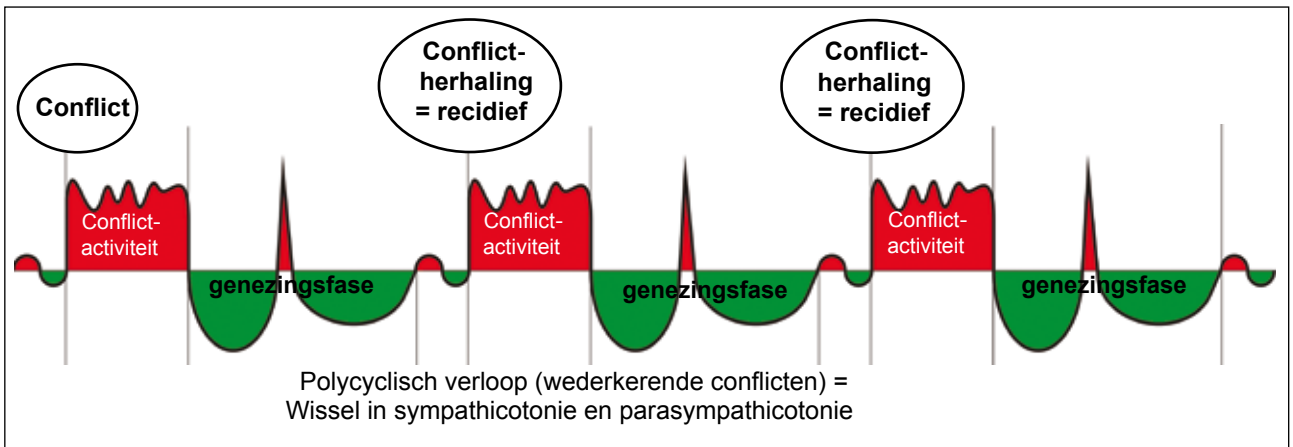 Conflict
Conflict-
herhaling
= recidief
Conflict-
herhaling
= recidief
Conflict-
activiteit
Conflict-
activiteit
Conflict-
activiteit
genezingsfase
genezingsfase
genezingsfase
Polycyclisch verloop (wederkerende conflicten) =
Wissel in sympathicotonie en parasympathicotonie